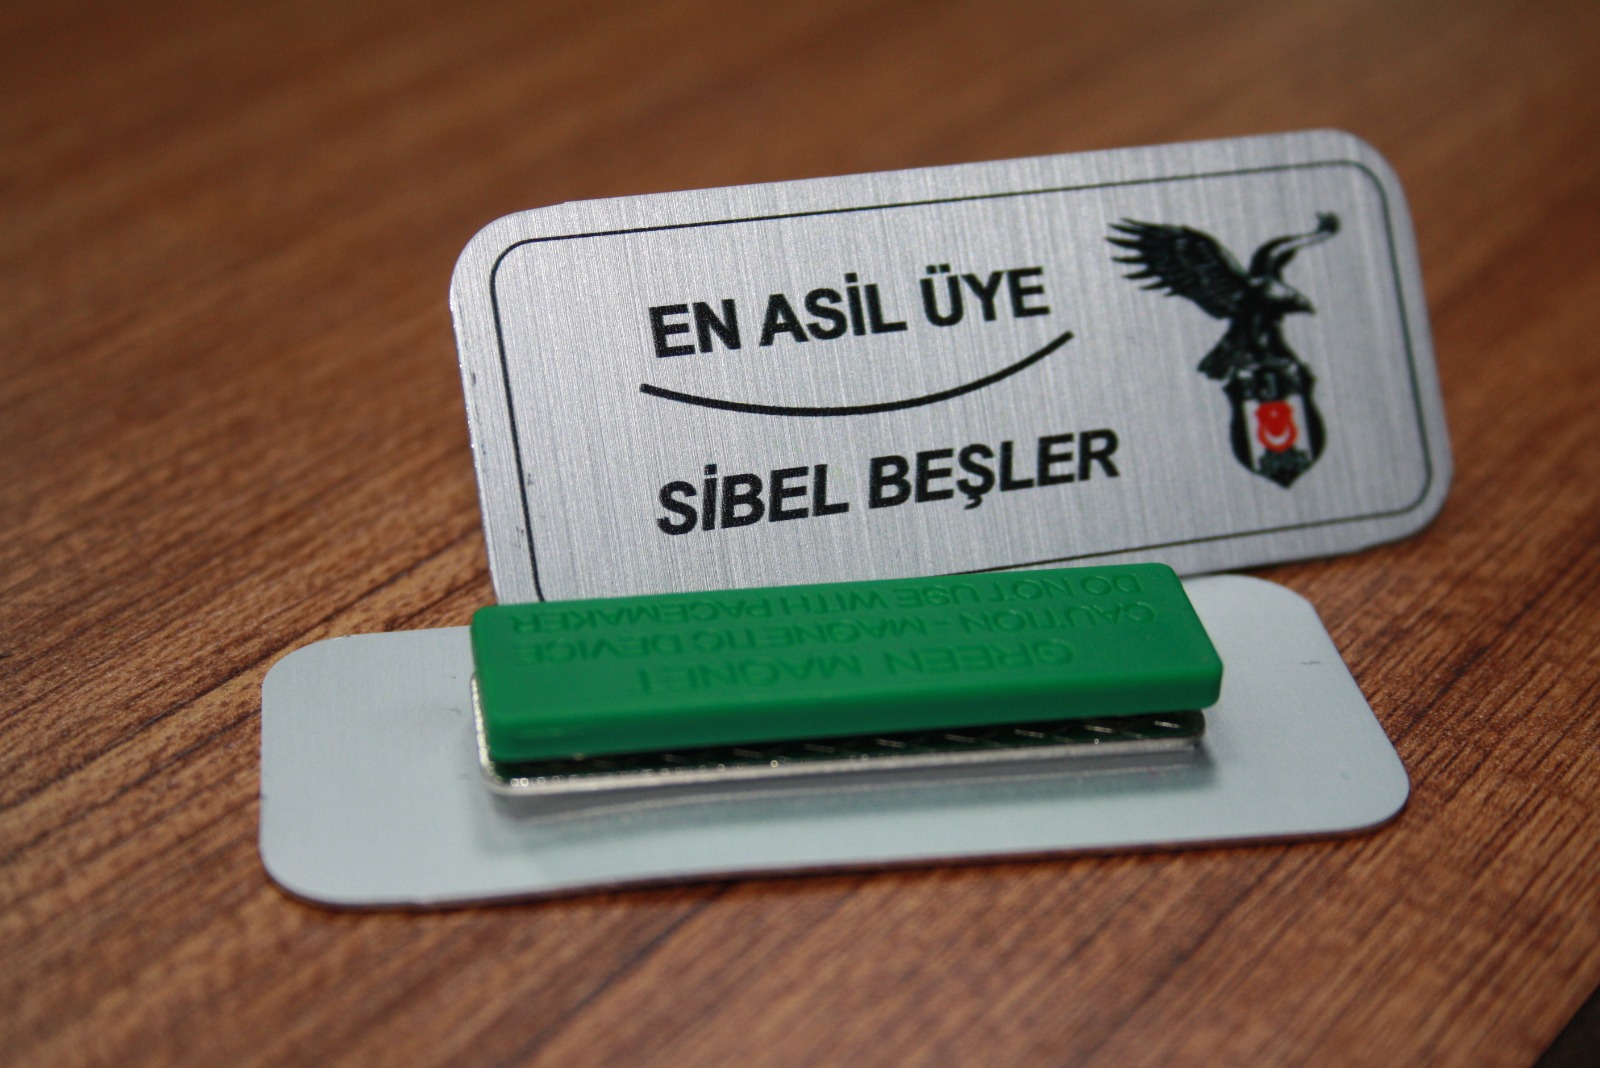 EN ASİL ÜYE
SİBEL BEŞLER
GREEN MAGNET
CAUTION - MAGNETIC DEVICE
DO NOT USE WITH PACEMAKER